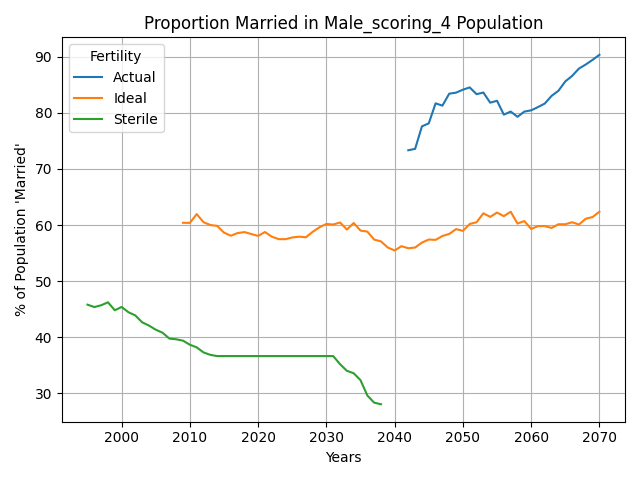 Proportion Married in Male_scoring_4 Population
Fertility
Actual
Ideal
Sterile
% of Population 'Married'
90
80
70
60
50
40
30
2000 2010 2020 2030 2040 2050 2060 2070
Years